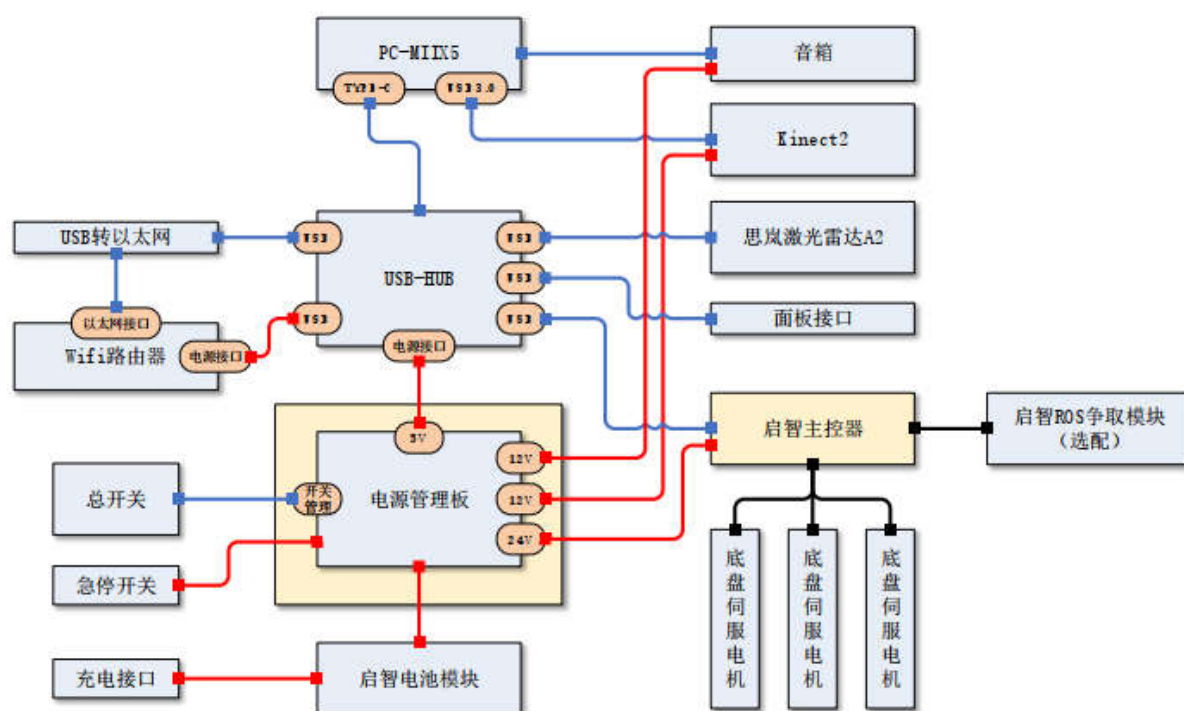 PC-MIIX5
音箱
TYPE-C
USB3.0
Kinect2
USB转以太网
USB
USB
思岚激光雷达A2
USB-HUB
USB
以太网接口
USB
USB
面板接口
Wifi路由器
电源接口
电源接口
5V
启智主控器
启智ROS争取模块
(选配)
12V
总开关
开关
管理
电源管理板
12V
24V
急停开关
底盘伺服电机
底盘伺服电机
底盘伺服电机
充电接口
启智电池模块